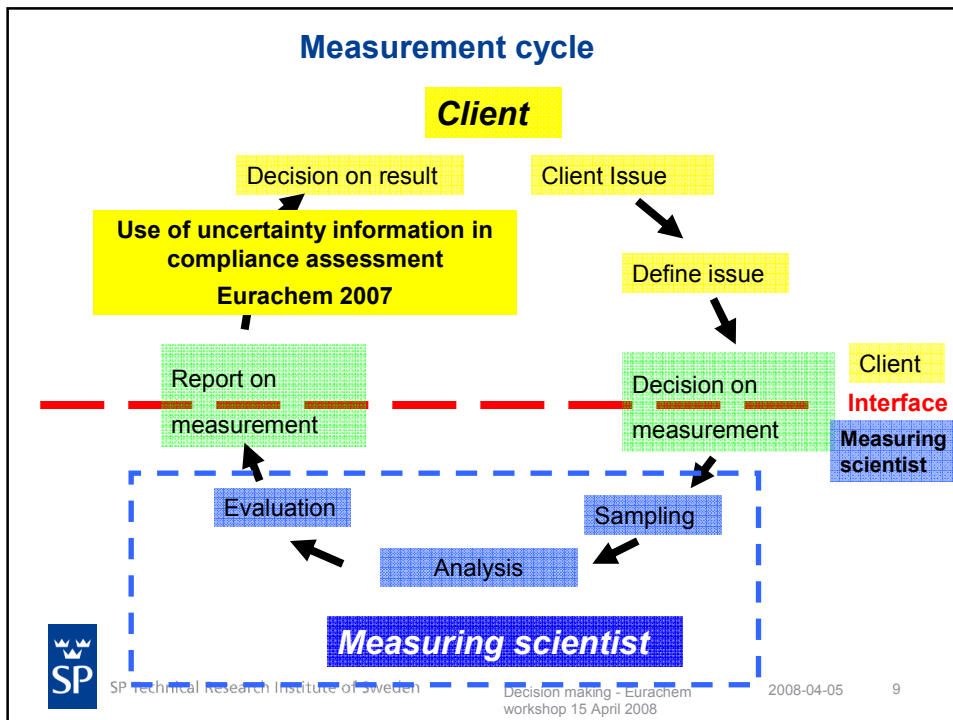 Measurement cycle
Client
Decision on result
Client Issue
Use of uncertainty information in
compliance assessment
Eurachem 2007
Define issue
Report on
measurement
Decision on
measurement
Client
Interface
Measuring
scientist
Evaluation
Sampling
Analysis
Measuring scientist
SP
SP Technical Research Institute of Sweden
Decision making - Eurachem
workshop 15 April 2008
2008-04-05
9